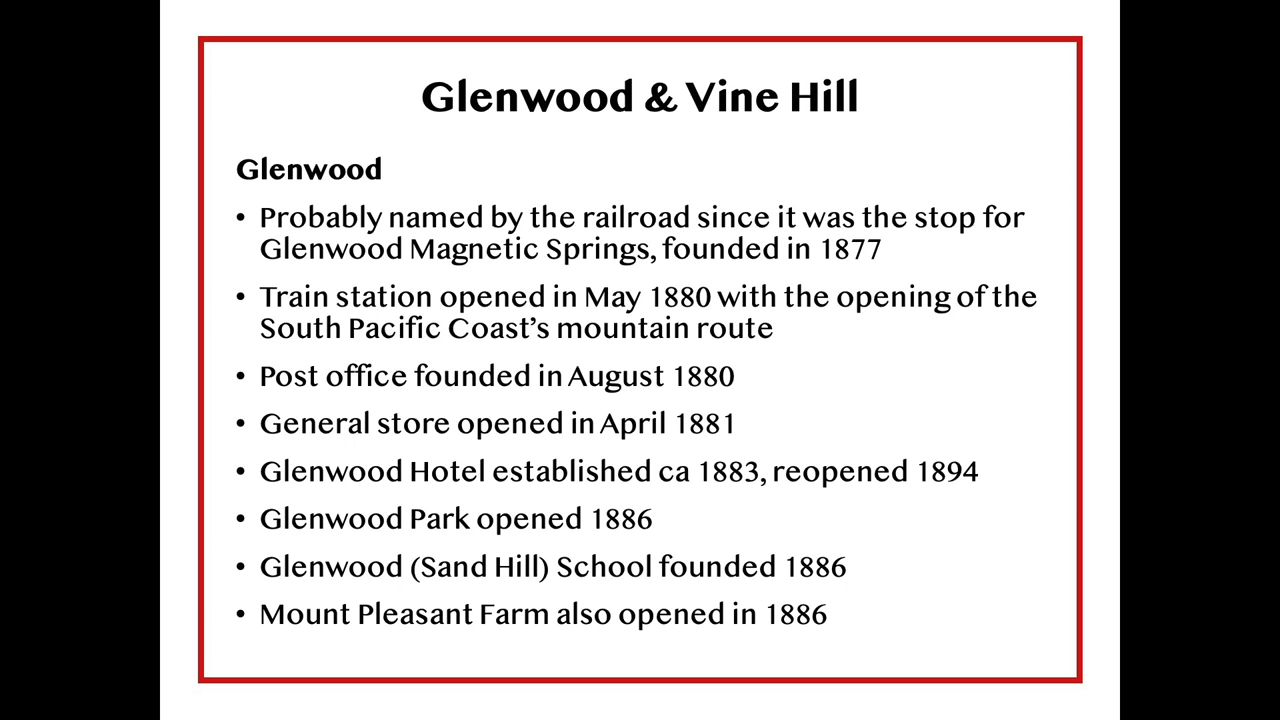 Glenwood & Vine Hill
Glenwood
• Probably named by the railroad since it was the stop for
Glenwood Magnetic Springs, founded in 1877
• Train station opened in May 1880 with the opening of the
South Pacific Coast’s mountain route
• Post office founded in August 1880
• General store opened in April 1881
• Glenwood Hotel established ca 1883, reopened 1894
• Glenwood Park opened 1886
• Glenwood (Sand Hill) School founded 1886
• Mount Pleasant Farm also opened in 1886